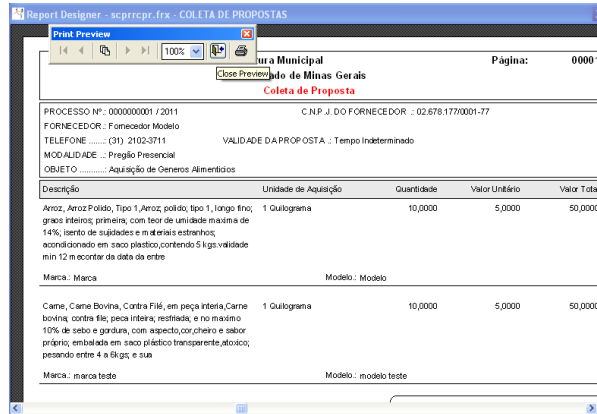 Report Designer - scprrcpr.frx - COLETA DE PROPOSTAS
Print Preview
100%
Close Preview
ura Municipal
Página: 00001
do de Minas Gerais
Coleta de Proposta
PROCESSO Nº.: 0000000001 / 2011 C.N.P .J. DO FORNECEDOR .: 02.678.177/0001-77
FORNECEDOR.: Fornecedor Modelo
TELEFONE ......: (31) 2102-3711 VALIDADE DA PROPOSTA .: Tempo Indeterminado
MODALIDADE ..: Pregão Presencial
OBJETO ...........: Aquisição de Generos Alimenticios
Descrição Unidade de Aquisição Quantidade Valor Unitário Valor Tota
Arroz, Arroz Polido, Tipo 1,Arroz; polido; tipo 1, longo fino; 1 Quilograma 10,0000 5,0000 50,0000
graos inteiros; primeira; com teor de umidade maxima de
14%; isento de sujidades e materiais estranhos;
acondicionado em saco plastico,contendo 5 kgs.validade
min 12 mecontar da data da entre
Marca.: Marca Modelo.: Modelo
Carne, Carne Bovina, Contra Filé, em peça interia,Carne 1 Quilograma 10,0000 5,0000 50,0000
bovina; contra file; peca inteira; resfriada; e no maximo
10% de sebo e gordura, com aspecto,cor,cheiro e sabor
próprio; embalada em saco plástico transparente,atoxico;
pesando entre 4 a 6kgs; e sua
Marca.: marca teste Modelo.: modelo teste